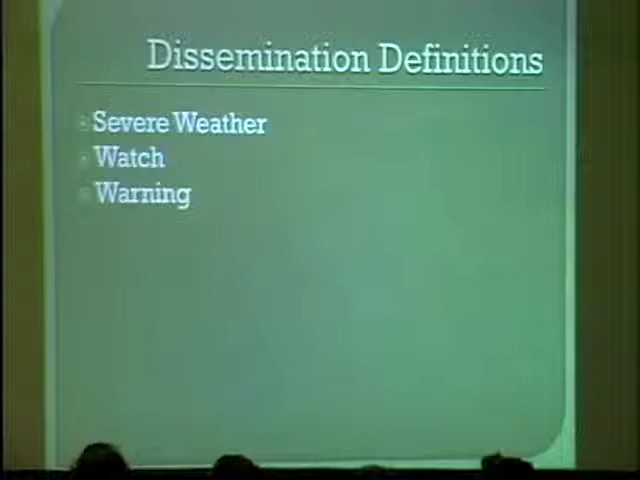 Dissemination Definitions
Severe Weather
Watch
Warning